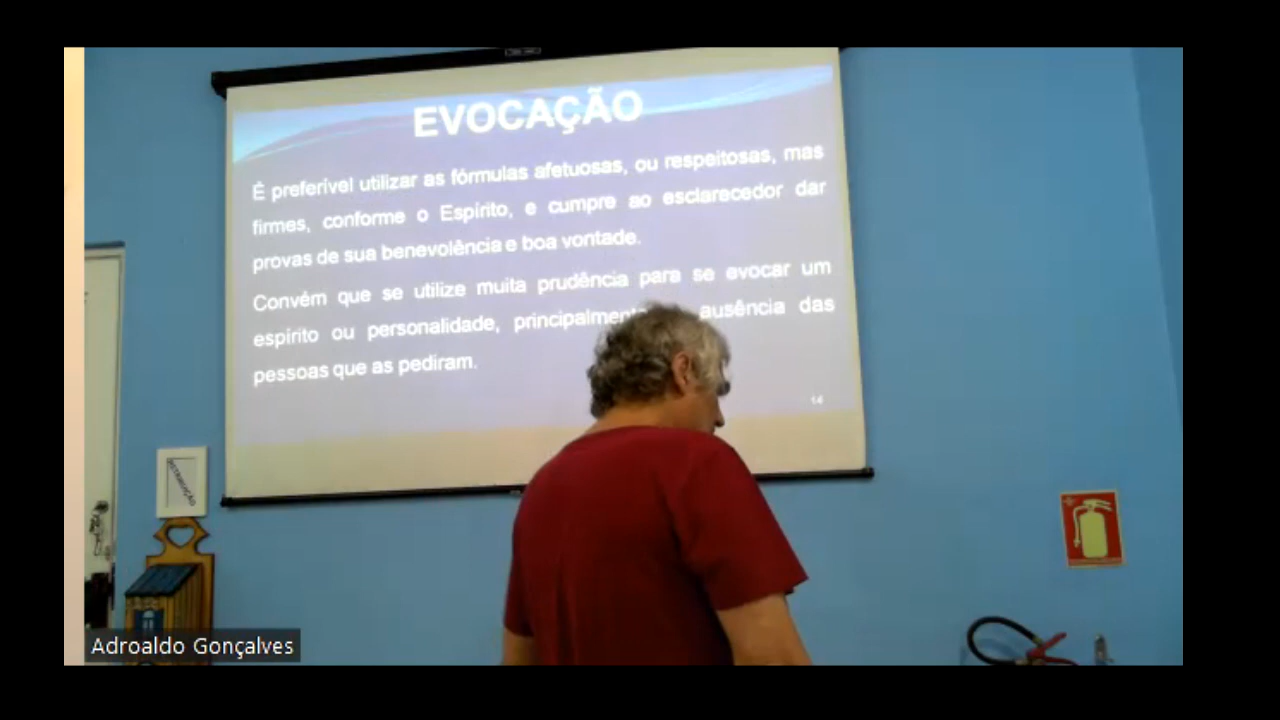 EVOCAÇÃO
É preferível utilizar as fórmulas afetuosas, ou respeitosas, mas
firmes, conforme o Espírito, e cumpre ao esclarecedor dar
provas de sua benevolência e boa vontade.
Convém que se utilize muita prudência para se evocar um
espírito ou personalidade, ausência das
pessoas que as pediram.
14
Adroaldo Gonçalves